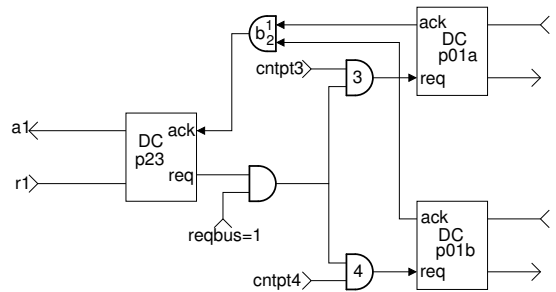 b 1 2
ack
DC
p01a
req
cntpt3
3
a1
DC
p23
ack
req
r1
reqbus=1
ack
DC
p01b
req
4
cntpt4